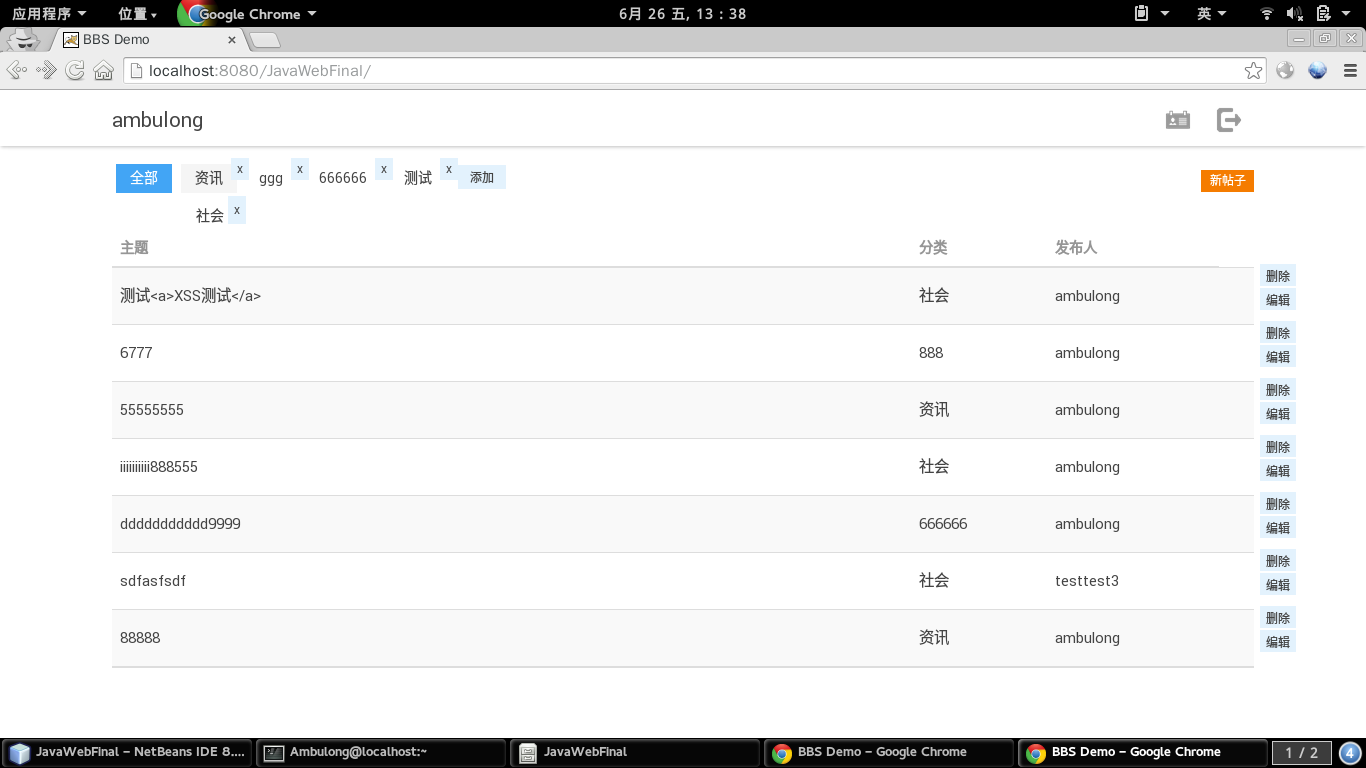 应用程序 位置 Google Chrome 6月 26 五, 13 : 38 英
BBS Demo
localhost:8080/JavaWebFinal/
ambulong
全部 资讯 x ggg x 666666 x 测试 x 添加 新帖子
社会 x
主题 分类 发布人
测试<a>XSS测试</a> 社会 ambulong 删除
编辑
6777 888 ambulong 删除
编辑
55555555 资讯 ambulong 删除
编辑
iiiiiiiiii888555 社会 ambulong 删除
编辑
ddddddddddd9999 666666 ambulong 删除
编辑
sdfasfsdf 社会 testtest3 删除
编辑
88888 资讯 ambulong 删除
编辑
JavaWebFinal – NetBeans IDE 8.... Ambulong@localhost:~ JavaWebFinal BBS Demo – Google Chrome BBS Demo – Google Chrome 1 / 2 4